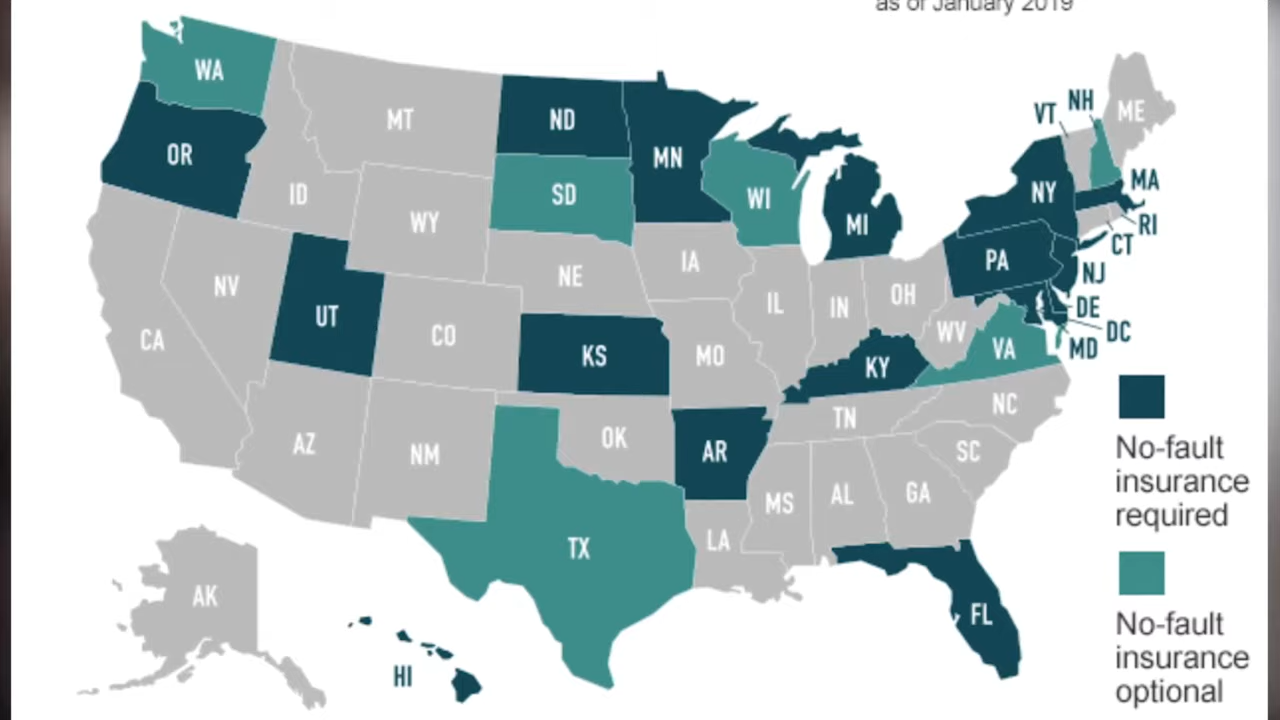 as of January 2019
WA
MT
ND
MN
OR
ID
WY
SD
WI
MI
VT
NH
ME
NY
MA
RI
CT
NV
UT
CO
NE
IA
IL
IN
OH
PA
NJ
DE
DC
MD
CA
KS
MO
KY
WV
VA
AZ
NM
OK
AR
TN
NC
SC
TX
LA
MS
AL
GA
FL
AK
HI
No-fault
insurance
required
No-fault
insurance
optional